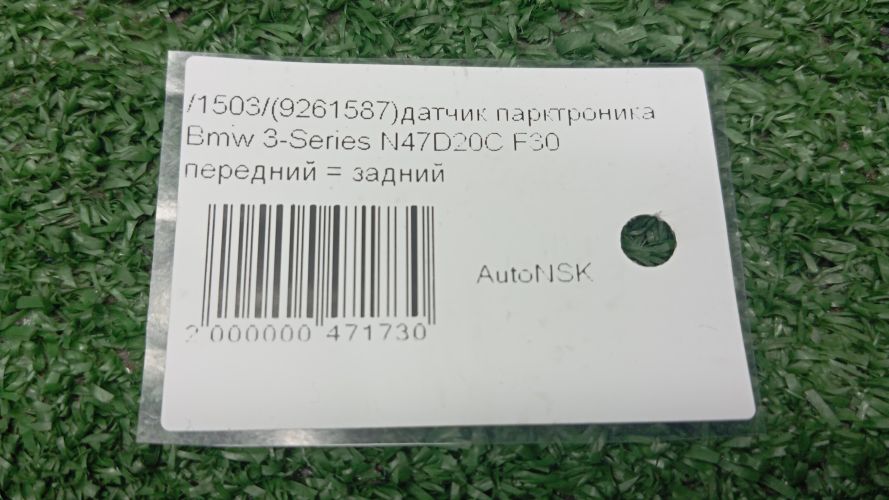 /1503/(9261587)датчик парктроника
Bmw 3-Series N47D20C F30
передний = задний
AutoNSK
2 000000 471730